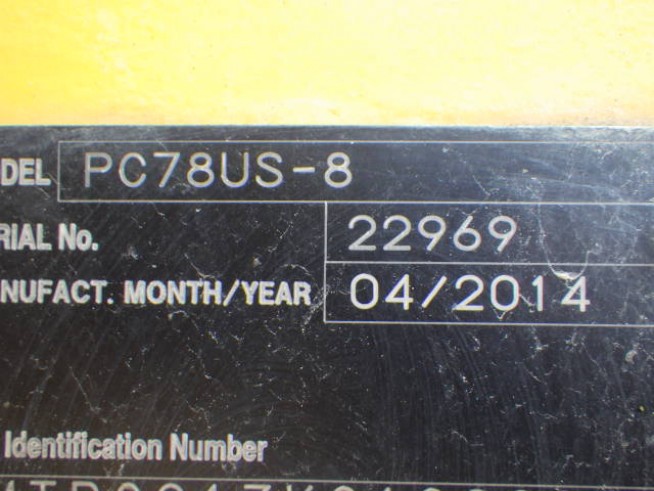 DEL PC78US-8
RIAL No. 22969
NUFACT. MONTH/YEAR 04/2014
Identification Number